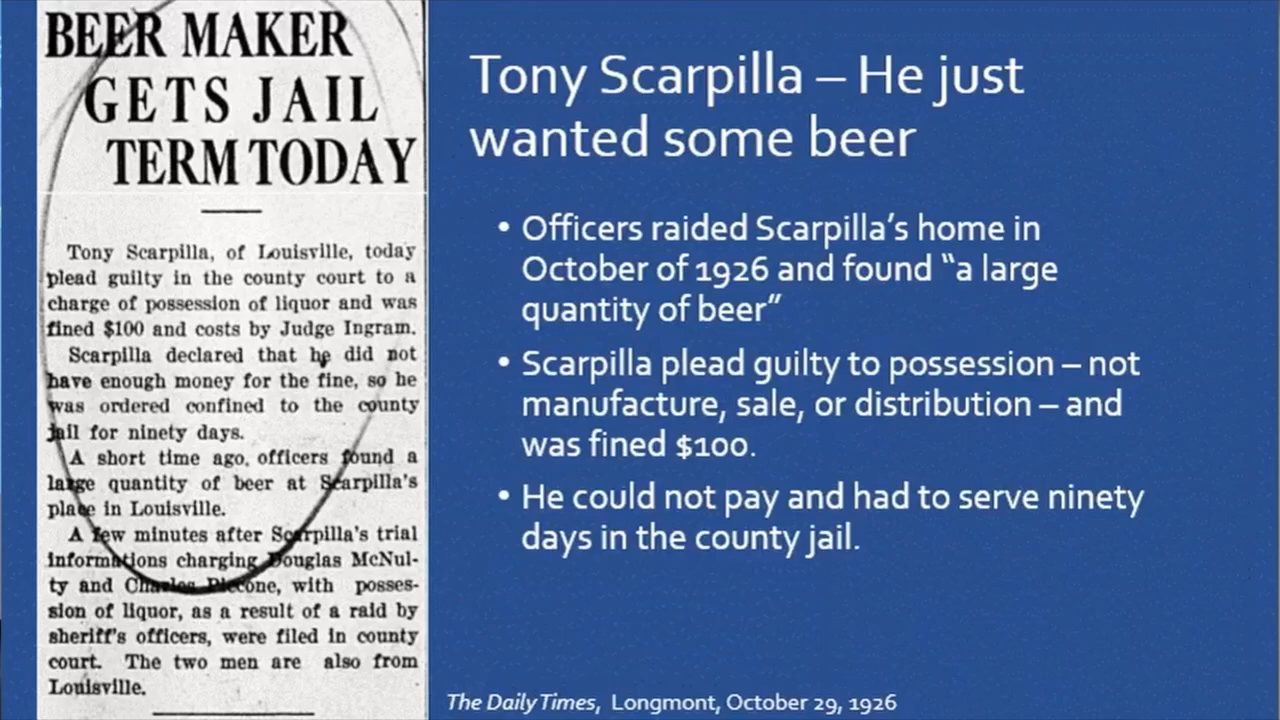 BEER MAKER
GETS JAIL
TERM TODAY
Tony Scarpilla, of Louisville, today
plead guilty in the county court to a
charge of possession of liquor and was
fined $100 and costs by Judge Ingram.
Scarpilla declared that he did not
have enough money for the fine, so he
was ordered confined to the county
jail for ninety days.
A short time ago, officers found a
large quantity of beer at Scarpilla's
place in Louisville.
A few minutes after Scarpilla's trial
informations charging Douglas McNul-
ty and Charles Piccone, with posses-
sion of liquor, as a result of a raid by
sheriff's officers, were filed in county
court. The two men are also from
Louisville.
Tony Scarpilla – He just
wanted some beer
• Officers raided Scarpilla’s home in
October of 1926 and found “a large
quantity of beer”
• Scarpilla plead guilty to possession – not
manufacture, sale, or distribution – and
was fined $100.
• He could not pay and had to serve ninety
days in the county jail.
The Daily Times, Longmont, October 29, 1926